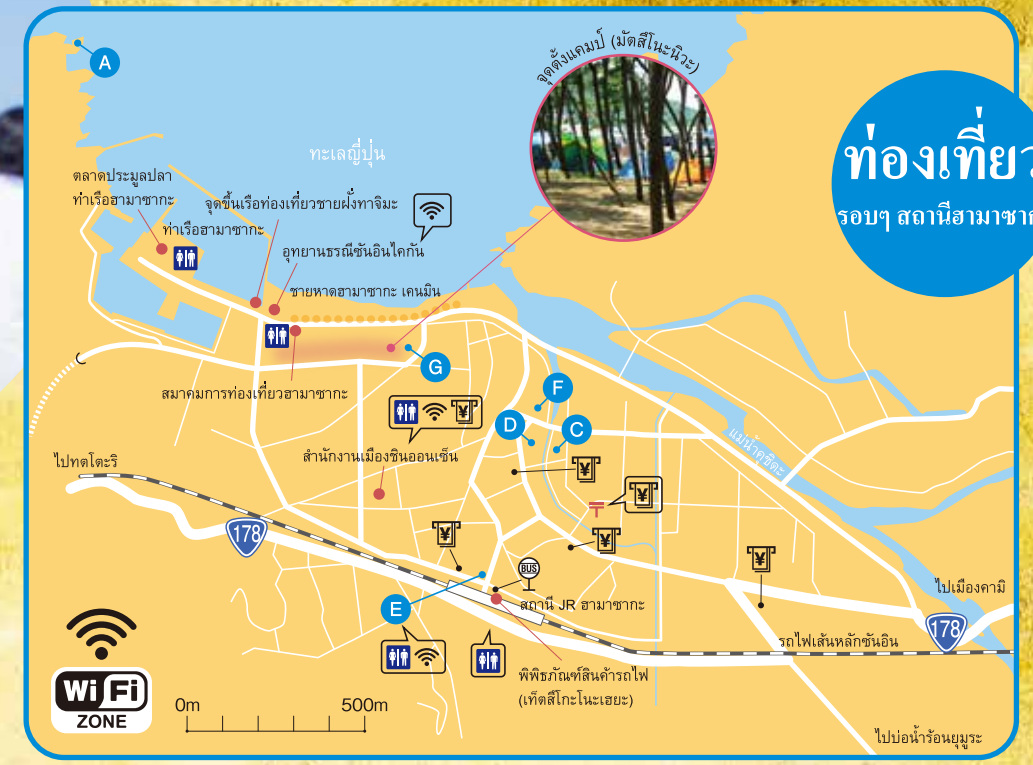 A
จุดตั้งแคมป์ (มัตสึโนะนิวะ)
ท่องเที่ยว
รอบๆ สถานีฮามาซากะ
ทะเลญี่ปุ่น
ตลาดประมูลปลา
ท่าเรือฮามาซากะ
จุดขึ้นเรือท่องเที่ยวชายฝั่งทาจิมะ
ท่าเรือฮามาซากะ
อุทยานธรณีซันอินไคกัน
ชายหาดฮามาซากะ เคนมิน
G
สมาคมการท่องเที่ยวฮามาซากะ
F
D
C
¥
แม่น้ำคิชิดะ
สำนักงานเมืองชินออนเซ็น
ไปทตโตะริ
¥
¥
〒
178
¥
¥
¥
BUS
E
สถานี JR ฮามาซากะ
ไปเมืองคามิ
178
รถไฟเส้นหลักซันอิน
พิพิธภัณฑ์สินค้ารถไฟ
(เท็ตสึโกะโนะเฮยะ)
Wi Fi
ZONE
0m
500m
ไปบ่อน้ำร้อนยุมูระ